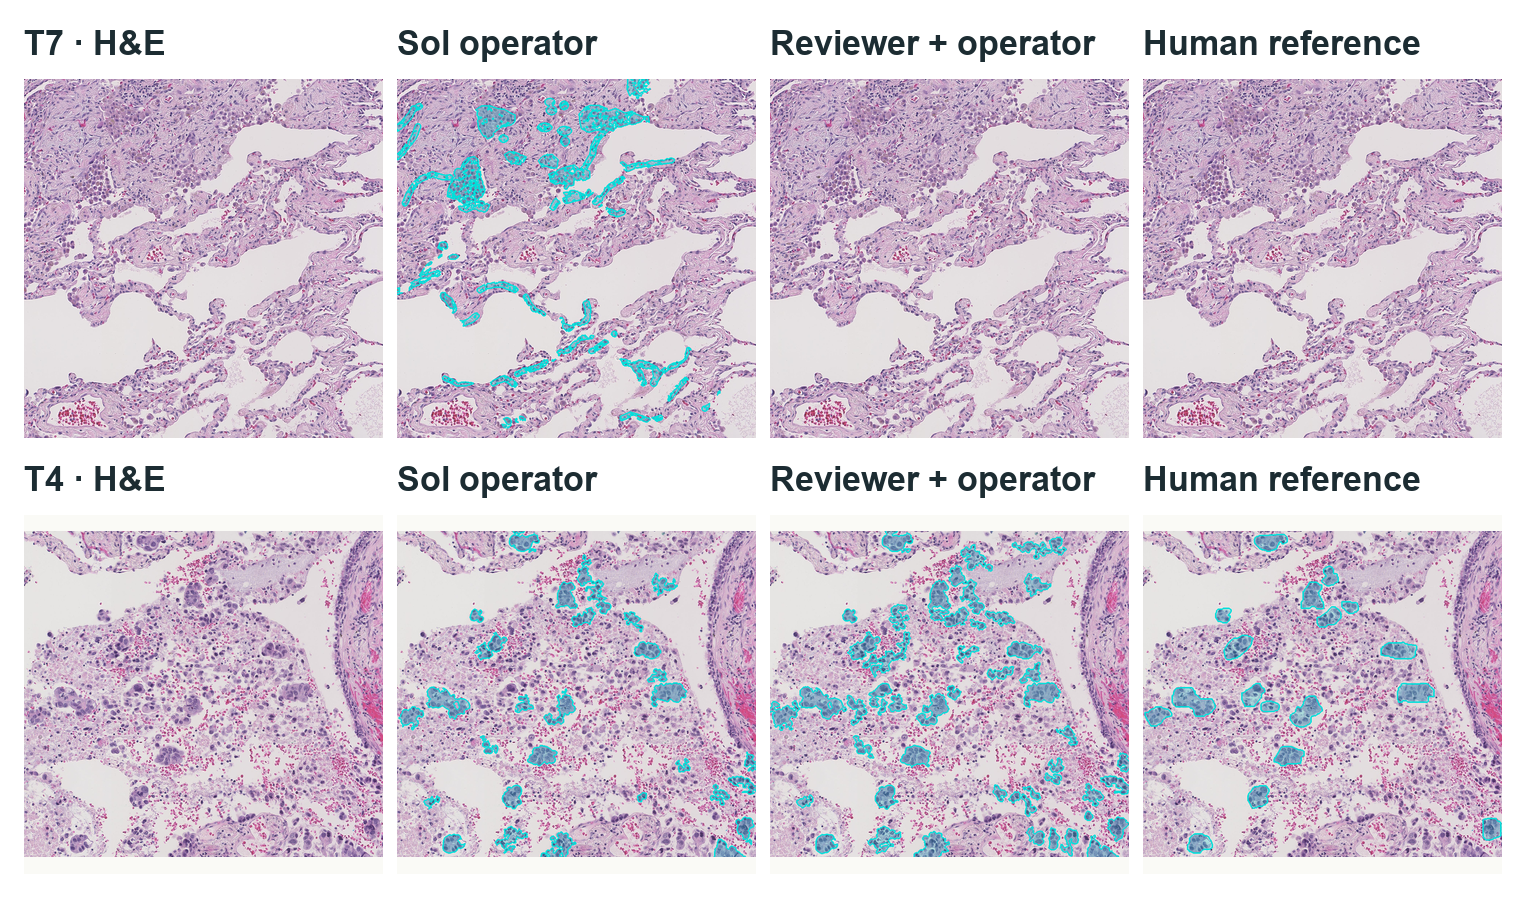 T7 · H&E
Sol operator
Reviewer + operator
Human reference
T4 · H&E
Sol operator
Reviewer + operator
Human reference